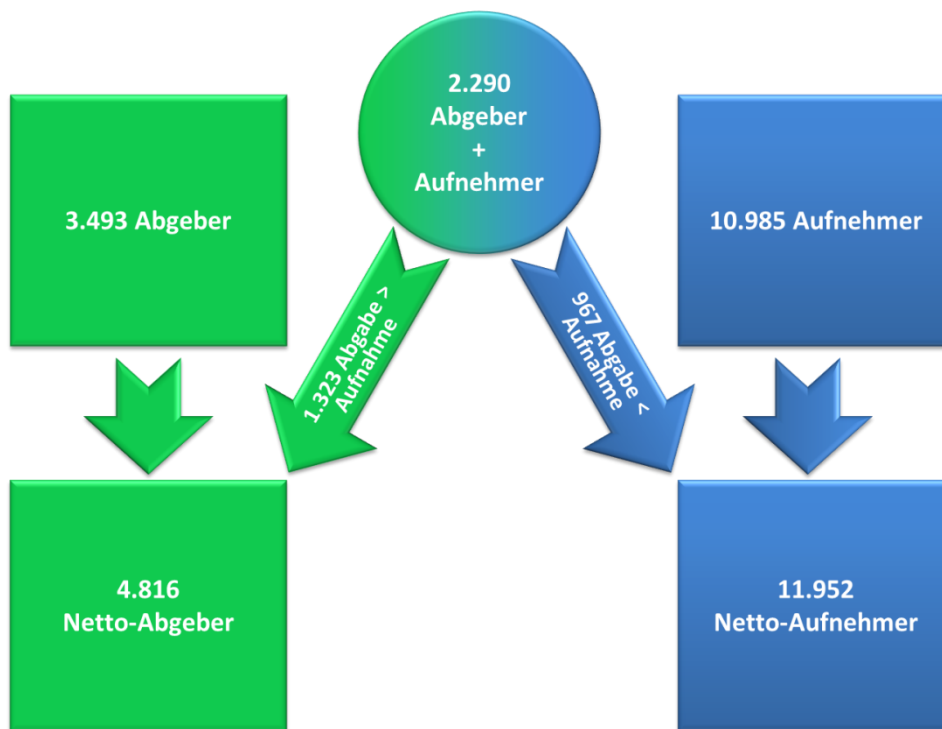 2.290
Abgeber
+
Aufnehmer
3.493 Abgeber
10.985 Aufnehmer
1.323 Abgabe >
Aufnahme
967 Abgabe <
Aufnahme
4.816
Netto-Abgeber
11.952
Netto-Aufnehmer